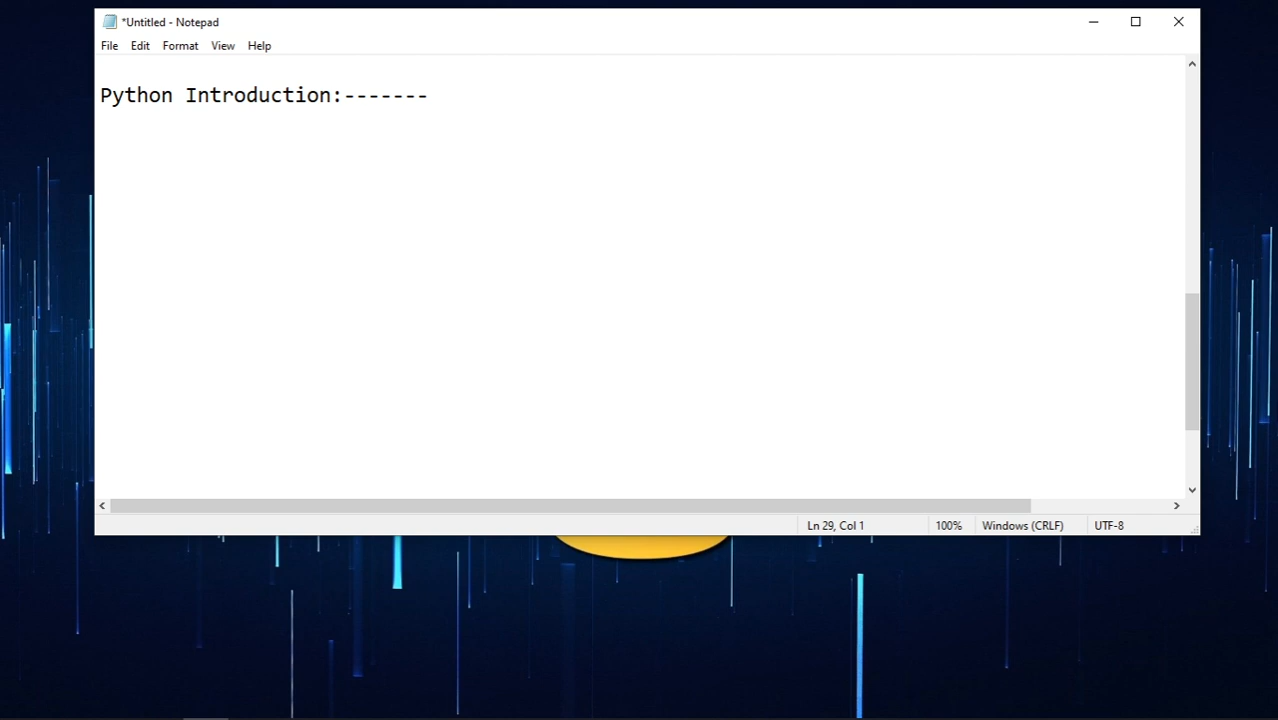 *Untitled - Notepad
File Edit Format View Help
Python Introduction:-------
Ln 29, Col 1 100% Windows (CRLF) UTF-8